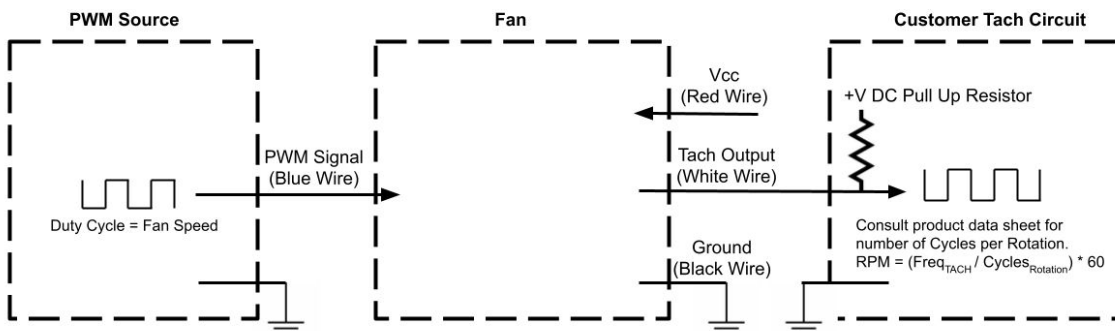 PWM Source
Fan
Customer Tach Circuit
Vcc
(Red Wire)
+V DC Pull Up Resistor
PWM Signal
(Blue Wire)
Tach Output
(White Wire)
Duty Cycle = Fan Speed
Consult product data sheet for
number of Cycles per Rotation.
RPM = (Freq_TACH / Cycles_Rotation) * 60
Ground
(Black Wire)